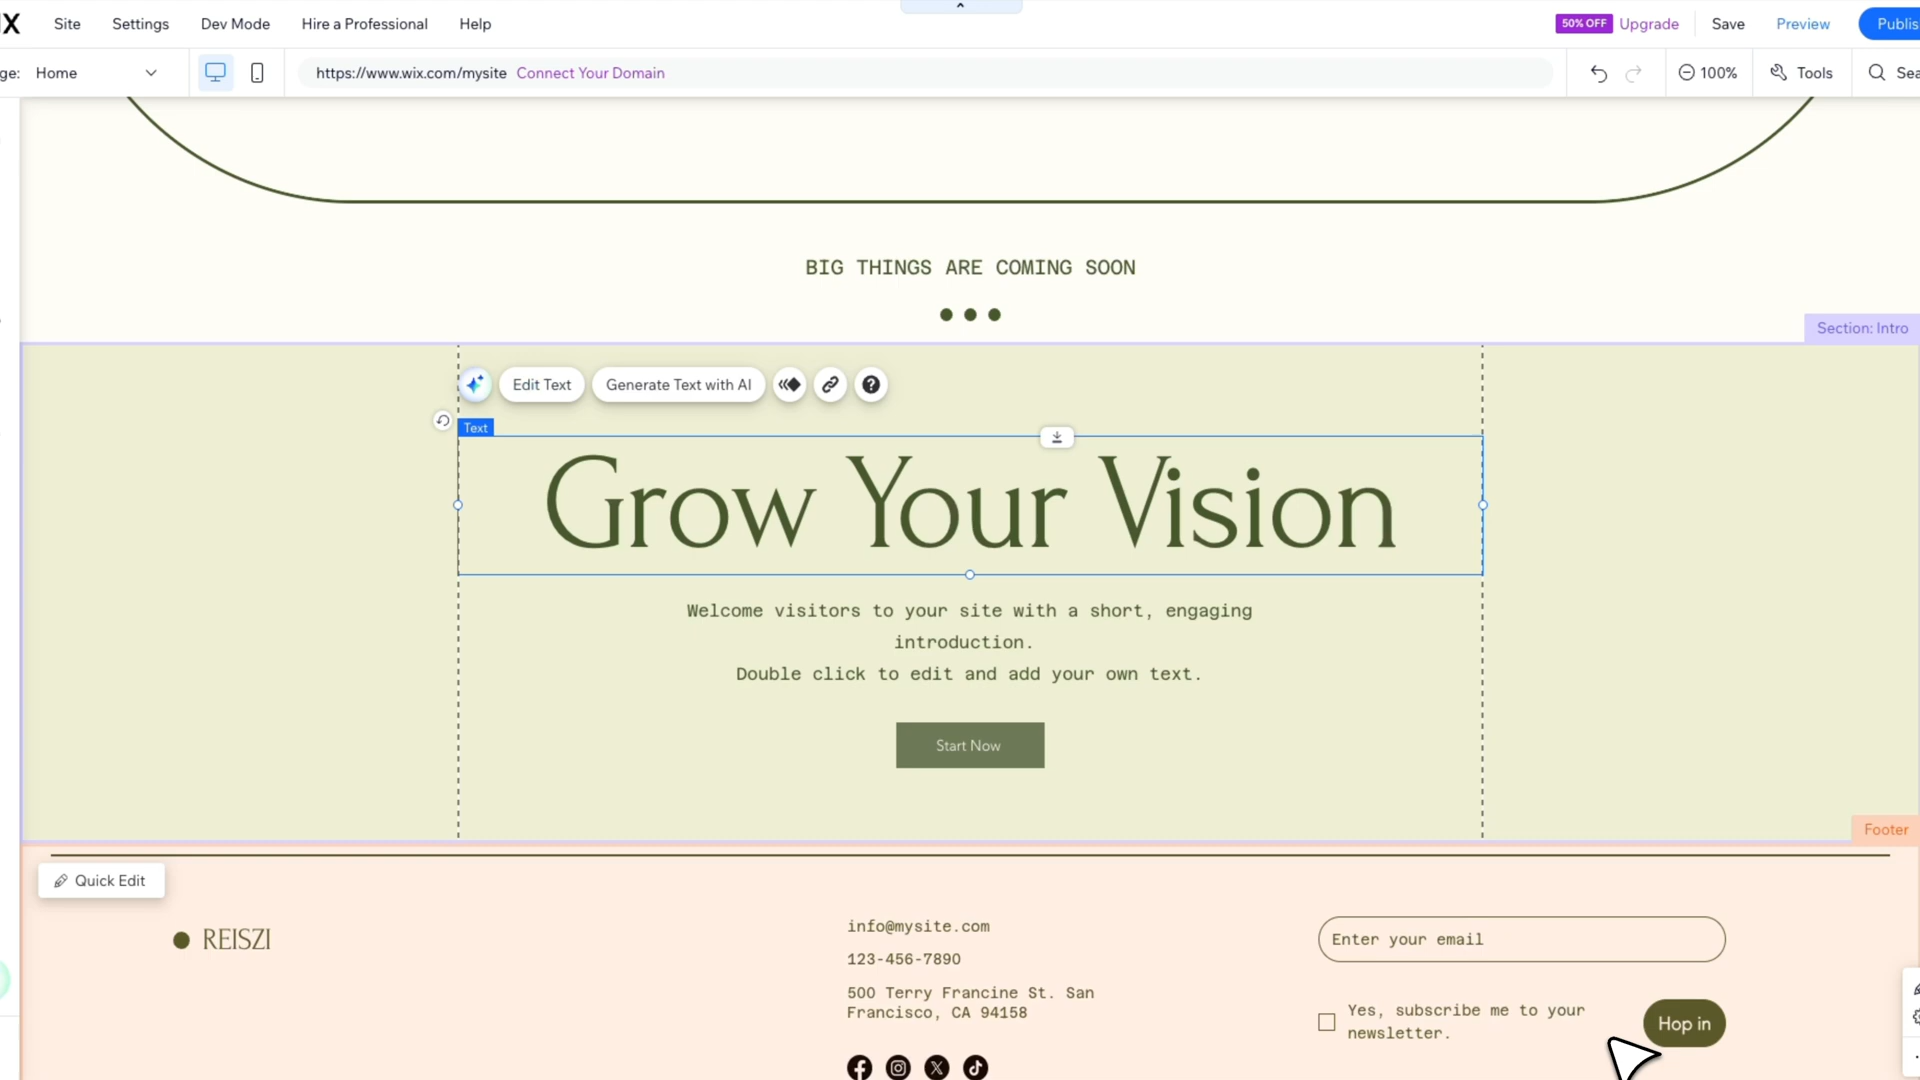 Site Settings Dev Mode Hire a Professional Help 50% OFF Upgrade Save Preview
Home https://www.wix.com/mysite Connect Your Domain 100% Tools
BIG THINGS ARE COMING SOON
Section: Intro
Edit Text Generate Text with AI
Text
Grow Your Vision
Welcome visitors to your site with a short, engaging
introduction.
Double click to edit and add your own text.
Start Now
Footer
Quick Edit
REISZI
info@mysite.com
123-456-7890
500 Terry Francine St. San
Francisco, CA 94158
Enter your email
Yes, subscribe me to your
newsletter.
Hop in